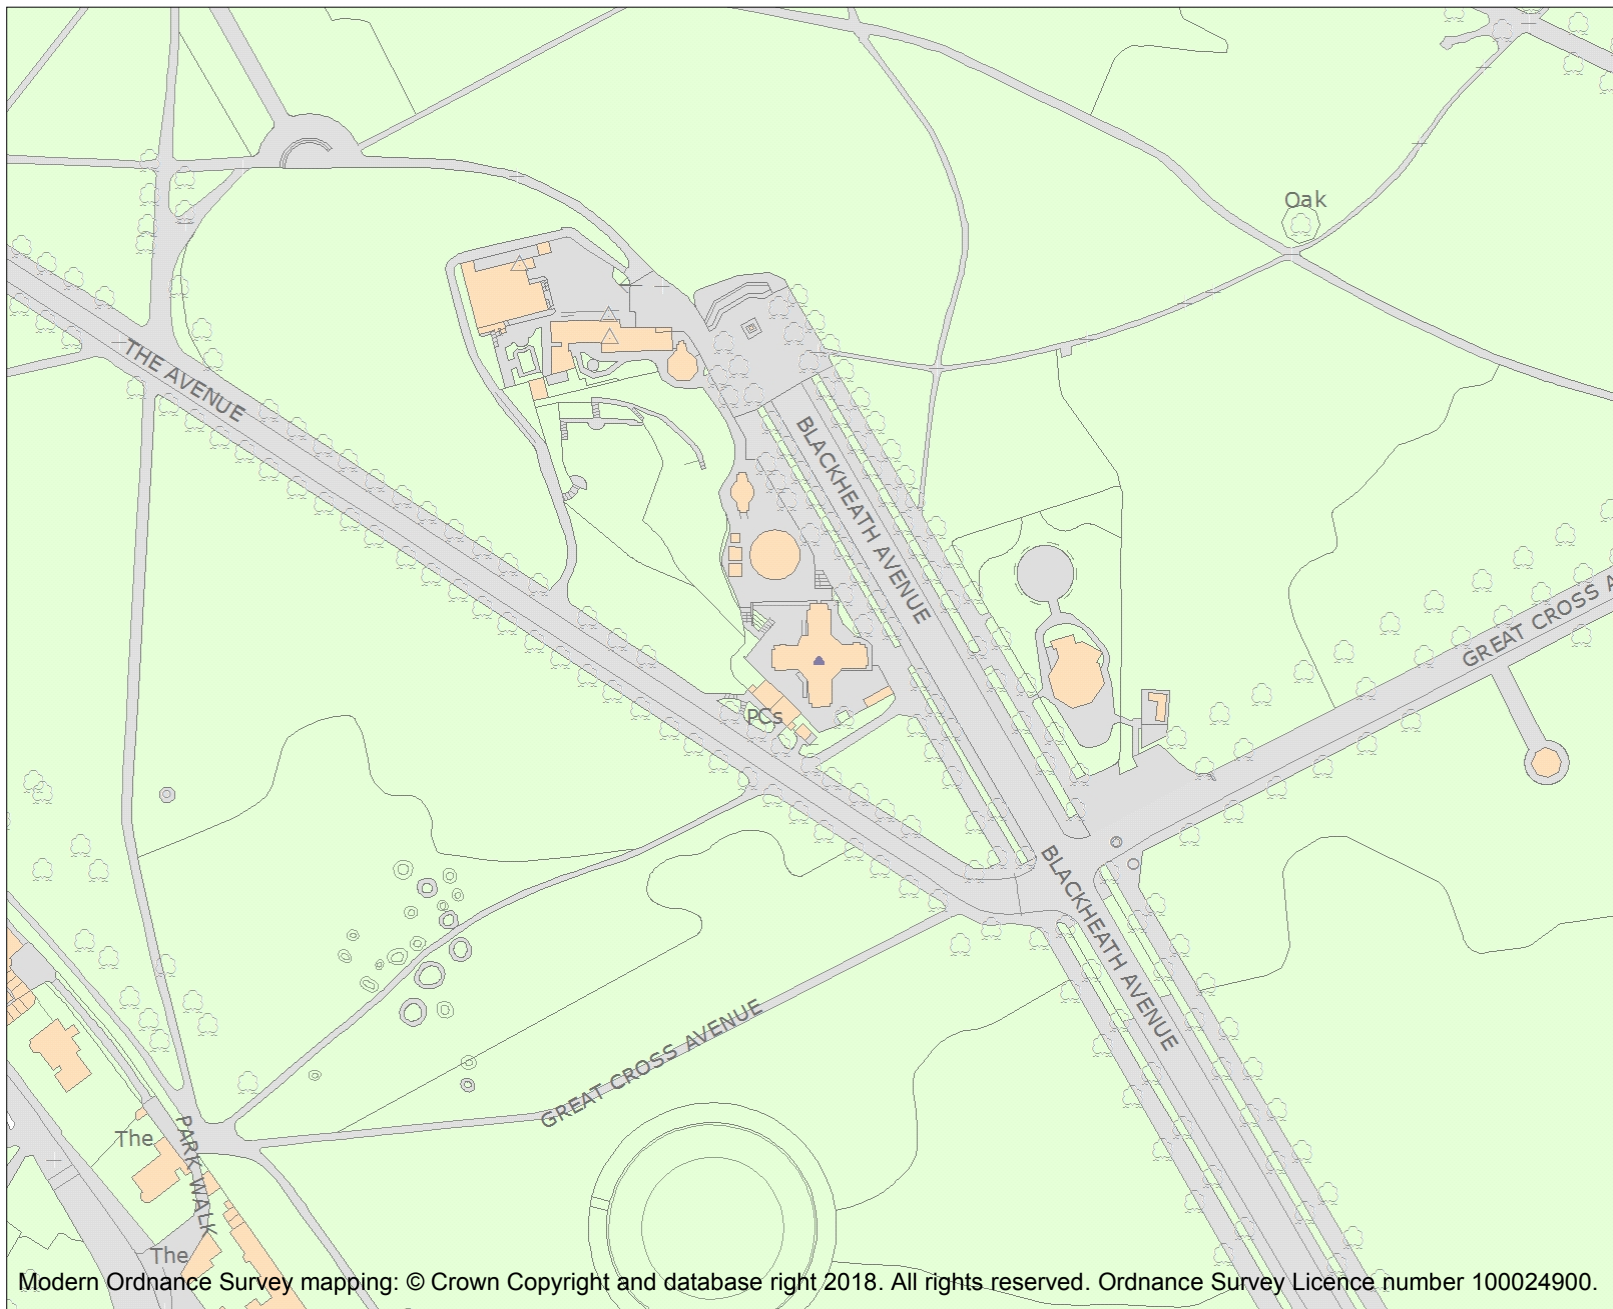 Oak
THE AVENUE
BLACKHEATH AVENUE
GREAT CROSS A
PCs
BLACKHEATH AVENUE
GREAT CROSS AVENUE
The
PARK WALK
The
Modern Ordnance Survey mapping: © Crown Copyright and database right 2018. All rights reserved. Ordnance Survey Licence number 100024900.